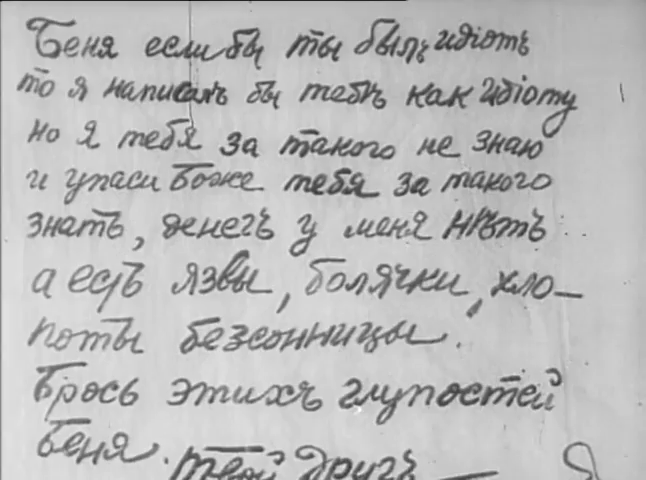 Беня если бы ты былъ идіотъ
то я написалъ бы тебѣ как идіоту
но я тебя за такого не знаю
и упаси Боже тебя за такого
знать, денегъ у меня нѣтъ
а есть язвы, болячки, хло-
поты безсонницы.
Брось этихъ глупостей
Беня. твой другъ